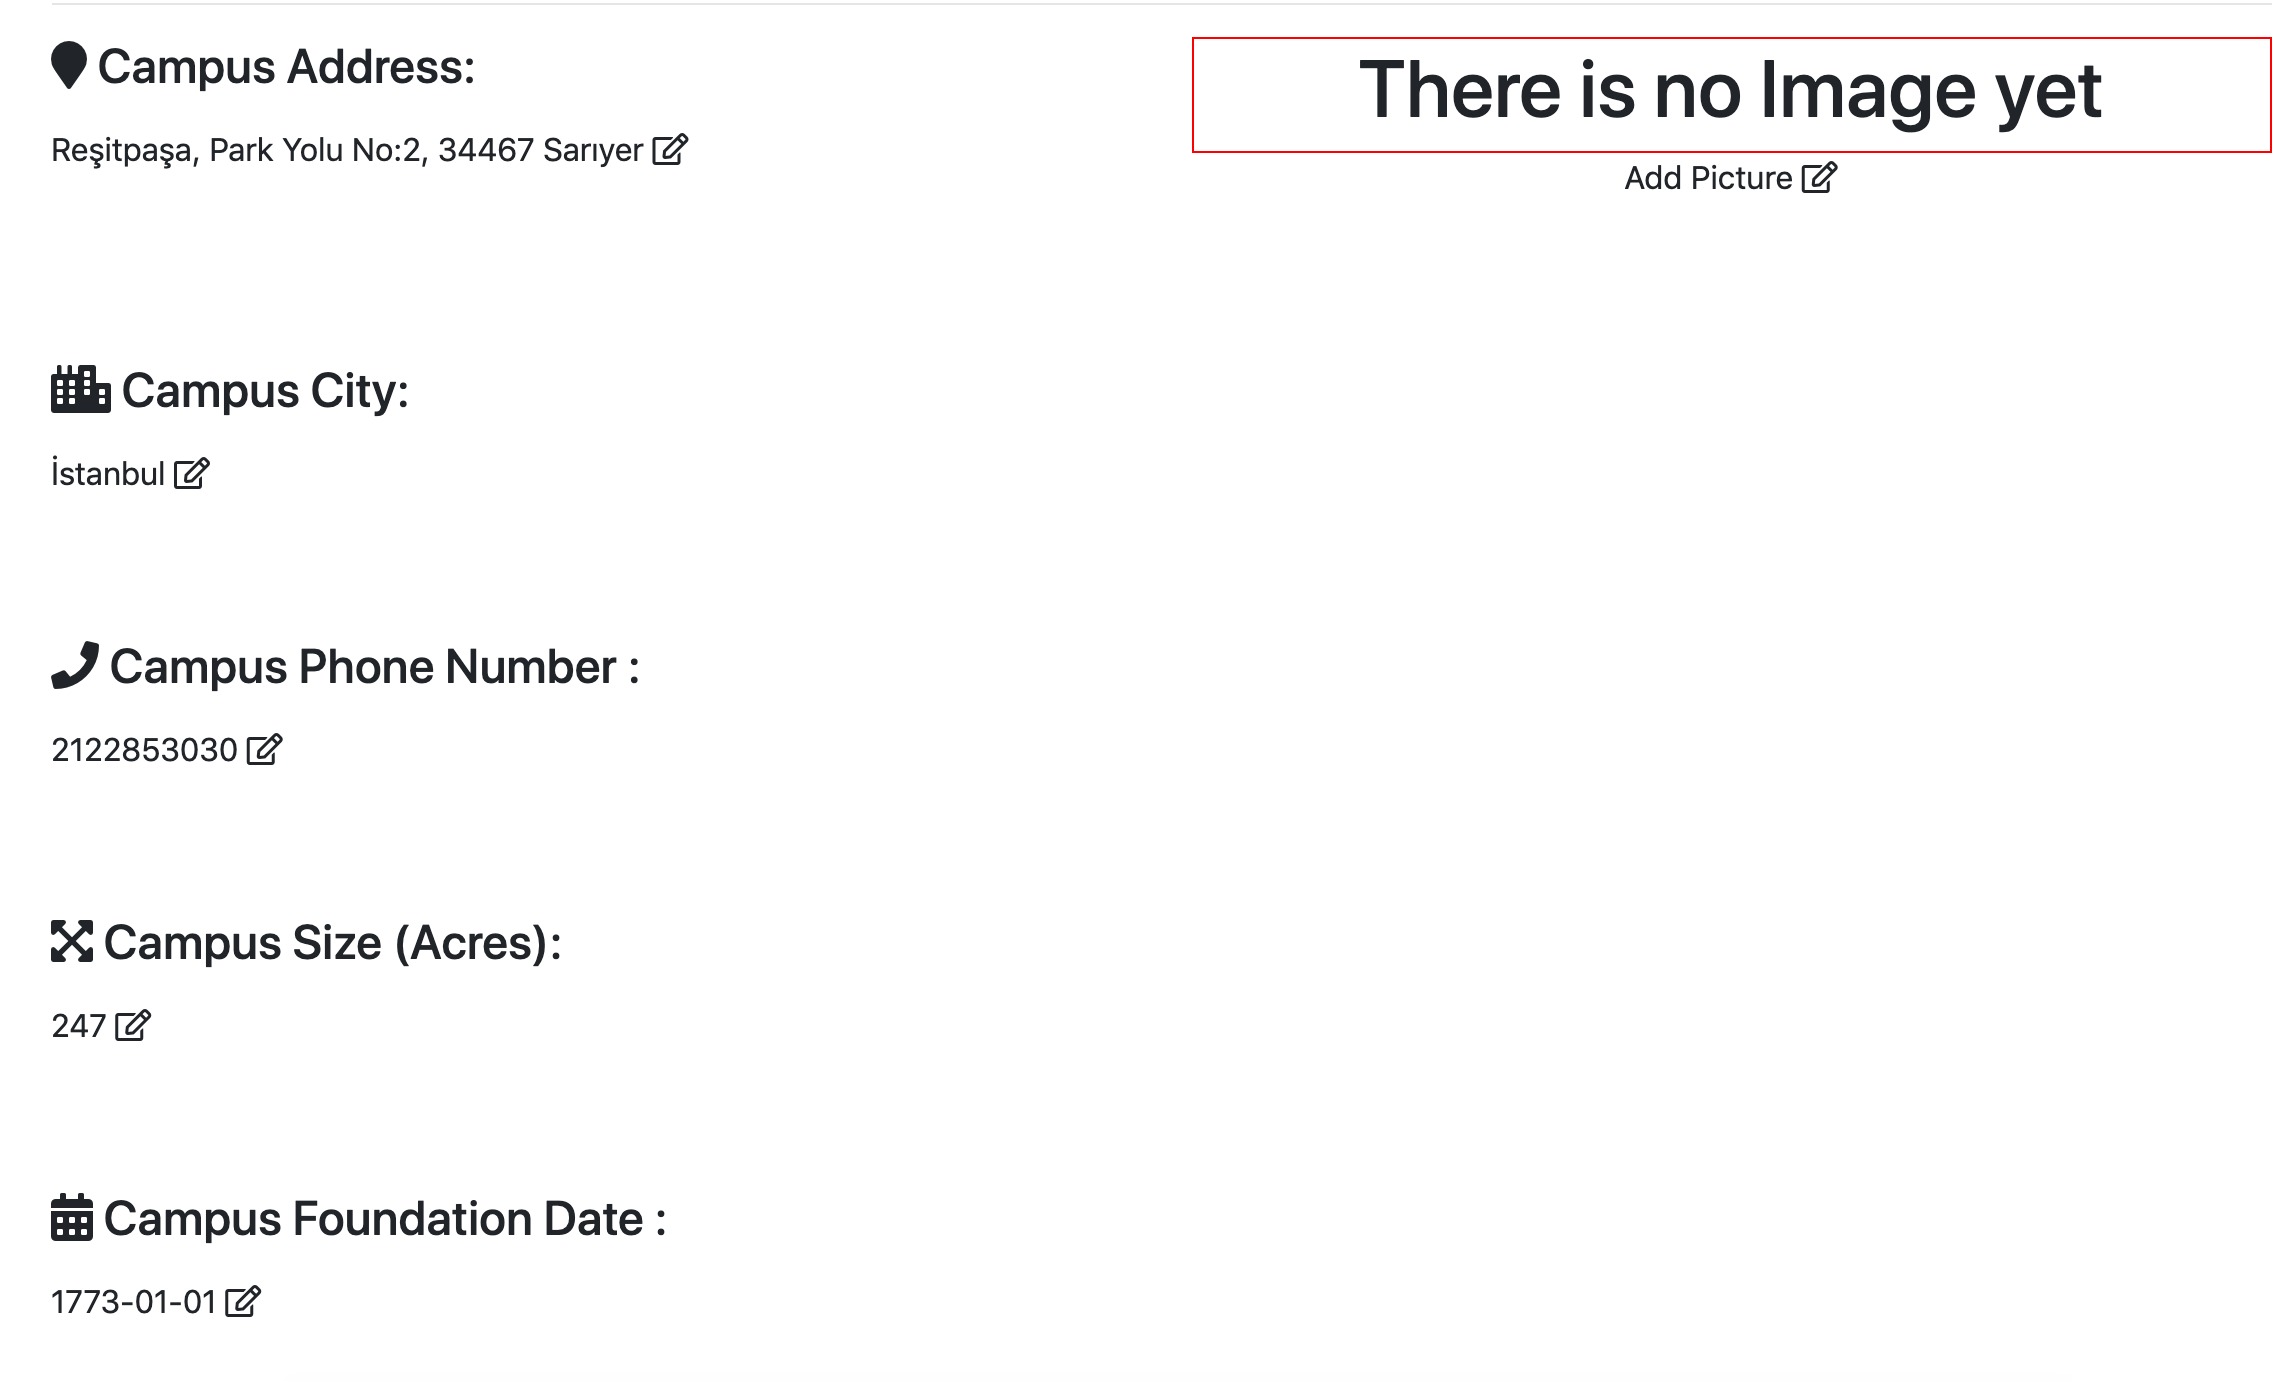 Campus Address:
Reşitpaşa, Park Yolu No:2, 34467 Sarıyer
There is no Image yet
Add Picture
Campus City:
İstanbul
Campus Phone Number :
2122853030
Campus Size (Acres):
247
Campus Foundation Date :
1773-01-01